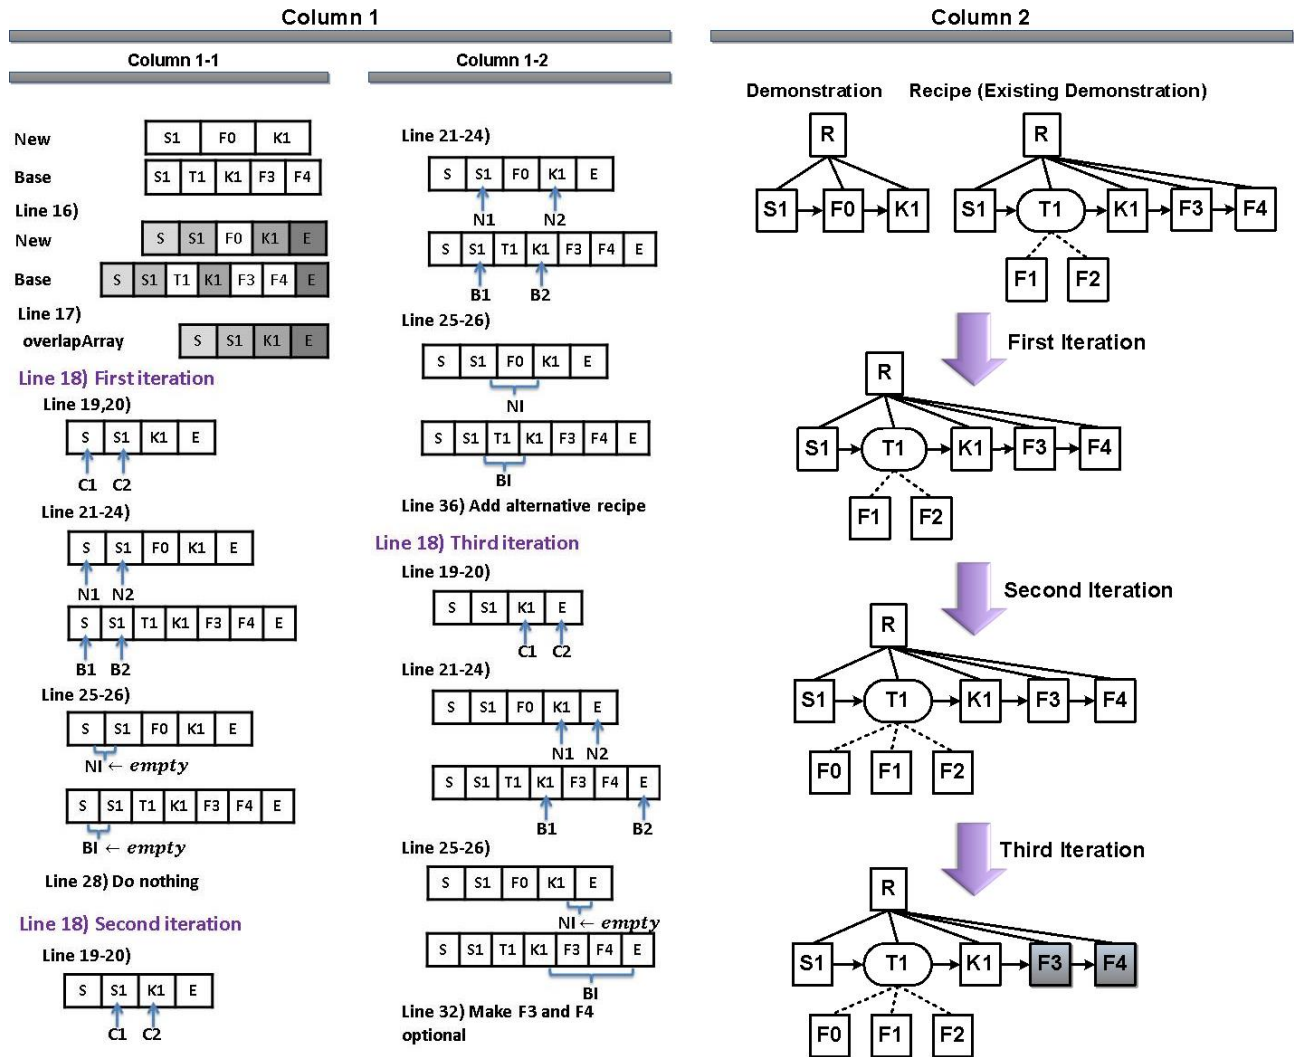 Column 1
Column 1-1
New
S1 F0 K1
Base
S1 T1 K1 F3 F4
Line 16)
New
S S1 F0 K1 E
Base
S S1 T1 K1 F3 F4 E
Line 17)
overlapArray
S S1 K1 E
Line 18) First iteration
Line 19,20)
S S1 K1 E
C1 C2
Line 21-24)
S S1 F0 K1 E
N1 N2
S S1 T1 K1 F3 F4 E
B1 B2
Line 25-26)
S S1 F0 K1 E
NI ← empty
S S1 T1 K1 F3 F4 E
BI ← empty
Line 28) Do nothing
Line 18) Second iteration
Line 19-20)
S S1 K1 E
C1 C2
Column 1-2
Line 21-24)
S S1 F0 K1 E
N1 N2
S S1 T1 K1 F3 F4 E
B1 B2
Line 25-26)
S S1 F0 K1 E
NI
S S1 T1 K1 F3 F4 E
BI
Line 36) Add alternative recipe
Line 18) Third iteration
Line 19-20)
S S1 K1 E
C1 C2
Line 21-24)
S S1 F0 K1 E
N1 N2
S S1 T1 K1 F3 F4 E
B1 B2
Line 25-26)
S S1 F0 K1 E
NI ← empty
S S1 T1 K1 F3 F4 E
BI
Line 32) Make F3 and F4
optional
Column 2
Demonstration Recipe (Existing Demonstration)
R R
S1 F0 K1 S1 T1 K1 F3 F4
F1 F2
First Iteration
R
S1 T1 K1 F3 F4
F1 F2
Second Iteration
R
S1 T1 K1 F3 F4
F0 F1 F2
Third Iteration
R
S1 T1 K1 F3 F4
F0 F1 F2